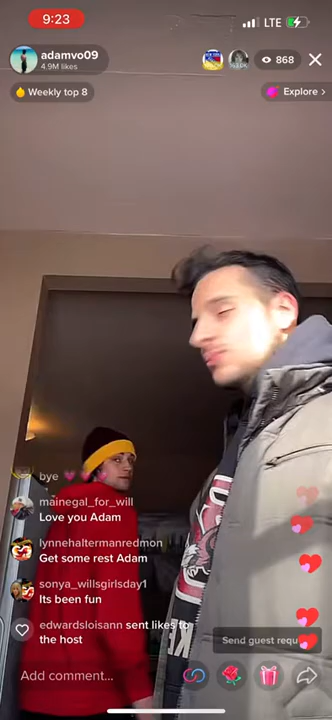 9:23
LTE
adamvo09
4.9M likes
868
Weekly top 8
Explore >
bye
mainegal_for_will
Love you Adam
lynnehaltermanredmon
Get some rest Adam
sonya_willsgirlsday1
Its been fun
edwardsloisann sent likes to
the host
Send guest requ
Add comment...